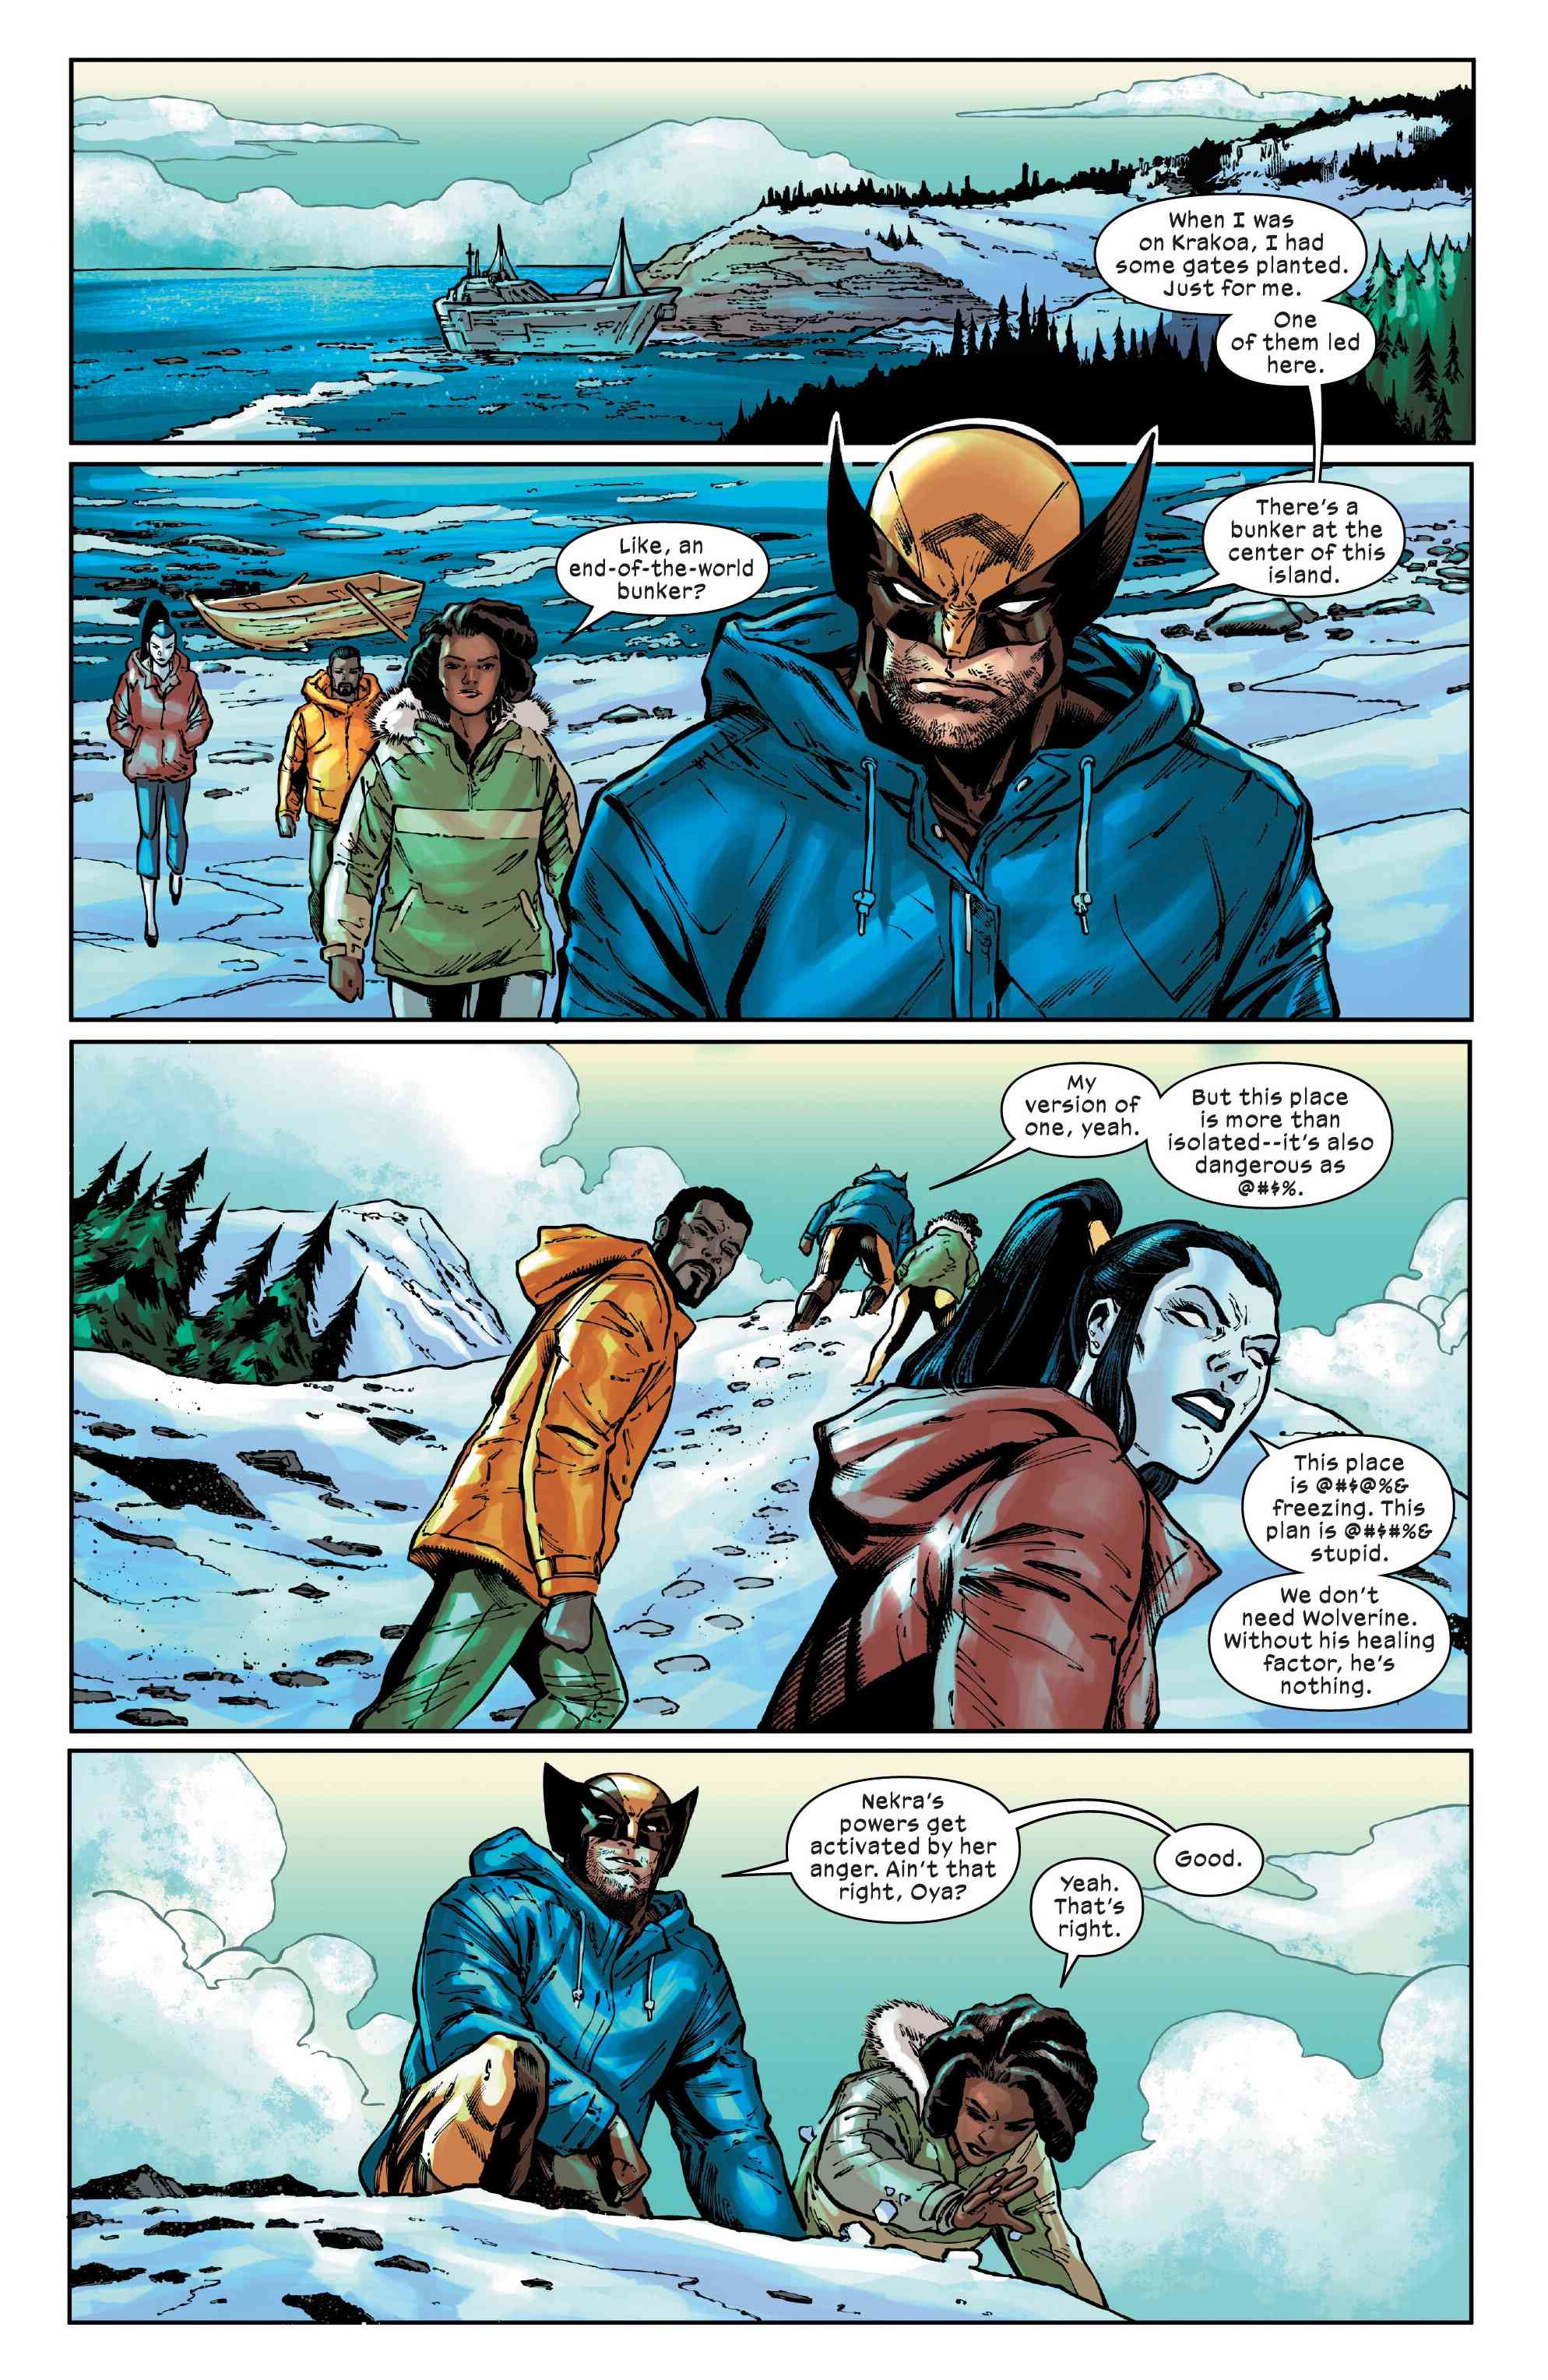 When I was
on Krakoa, I had
some gates planted.
Just for me.
One
of them led
here.
There's a
bunker at the
center of this
island.
Like, an
end-of-the-world
bunker?
My
version of
one, yeah.
But this place
is more than
isolated--it's also
dangerous as
@#$%.
This place
is @#$@%&
freezing. This
plan is @#$#%&
stupid.
We don't
need Wolverine.
Without his healing
factor, he's
nothing.
Nekra's
powers get
activated by her
anger. Ain't that
right, Oya?
Yeah.
That's
right.
Good.